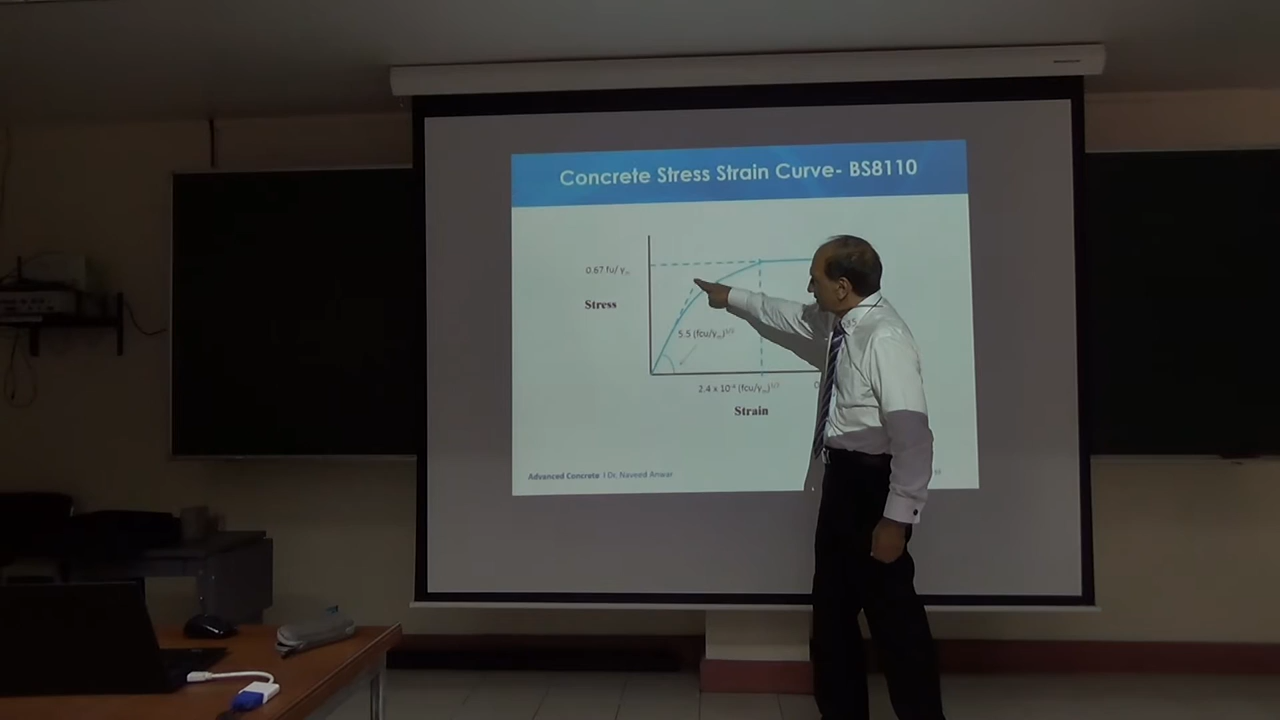 Concrete Stress Strain Curve- BS8110
0.67 fu/ γₘ
Stress
5.5 (fcu/γₘ)¹/²
2.4 x 10⁻⁴ (fcu/γₘ)¹/²
0
Strain
Advanced Concrete I Dr. Naveed Anwar